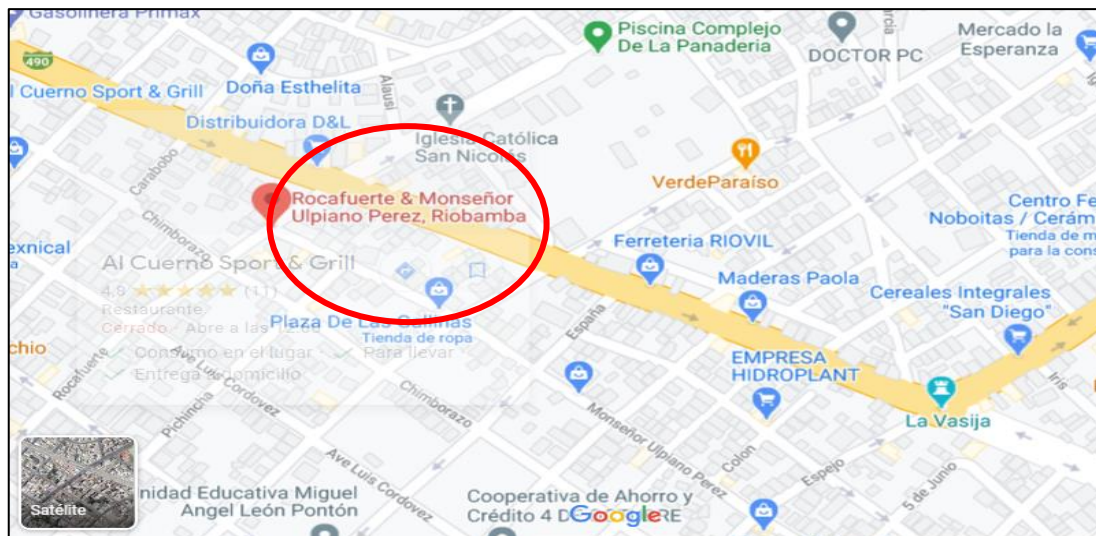 Gasolinera Primax
490
Al Cuerno Sport & Grill
Doña Esthelita
Alausi
Distribuidora D&L
Iglesia Católica
San Nicolás
Piscina Complejo
De La Panaderia
DOCTOR PC
Mercado la
Esperanza
VerdeParaíso
Carabobo
Chimborazo
Rocafuerte & Monseñor
Ulpiano Perez, Riobamba
Al Cuerno Sport & Grill
4,8 (11)
Restaurante
Cerrado Abre a las
Consumo en el lugar
Para llevar
Entrega a domicilio
Plaza De Las Gallinas
Tienda de ropa
Ferreteria RIOVIL
Maderas Paola
Centro Fe
Noboitas / Cerám
Tienda de m
para la cons
Cereales Integrales
"San Diego"
España
EMPRESA
HIDROPLANT
La Vasija
Iris
exnical
chio
Rocafuerte
Pichincha
Ave Luis Cordovez
Chimborazo
Ave Luis Cordovez
Monseñor Ulpiano Perez
Colon
Espejo
5 de Junio
Satélite
nidad Educativa Miguel
Angel León Pontón
Cooperativa de Ahorro y
Crédito 4 D
RE
Google